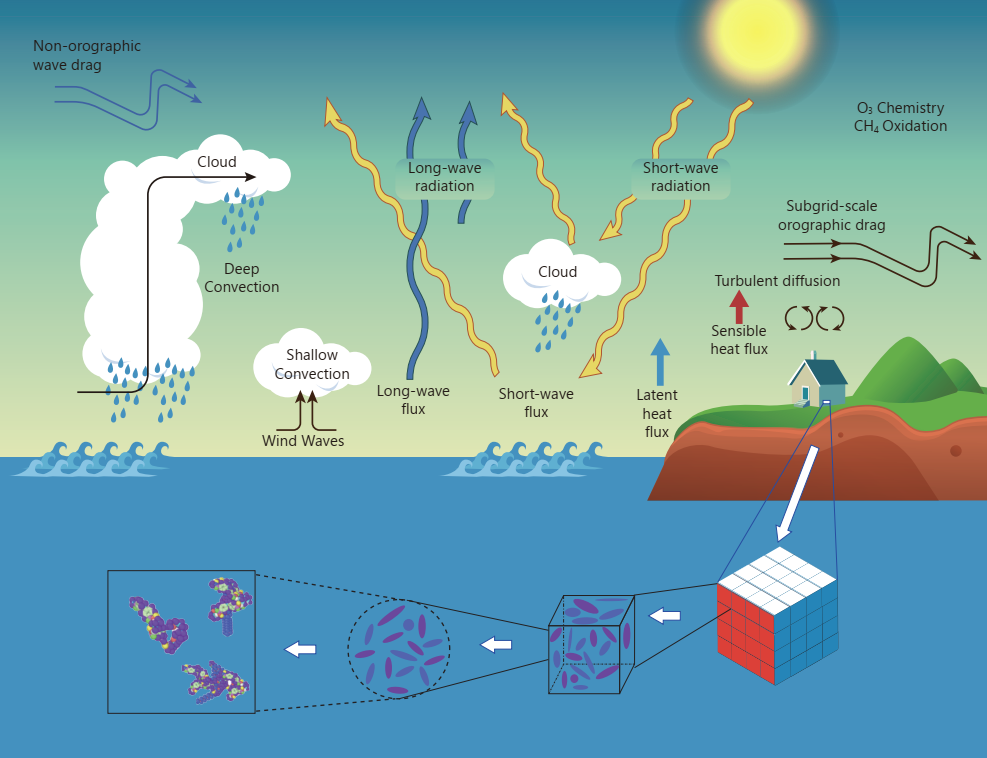 Non-orographic
wave drag
O₃ Chemistry
CH₄ Oxidation
Cloud
Long-wave
radiation
Short-wave
radiation
Subgrid-scale
orographic drag
Deep
Convection
Cloud
Turbulent diffusion
Sensible
heat flux
Shallow
Convection
Long-wave
flux
Short-wave
flux
Latent
heat
flux
Wind Waves